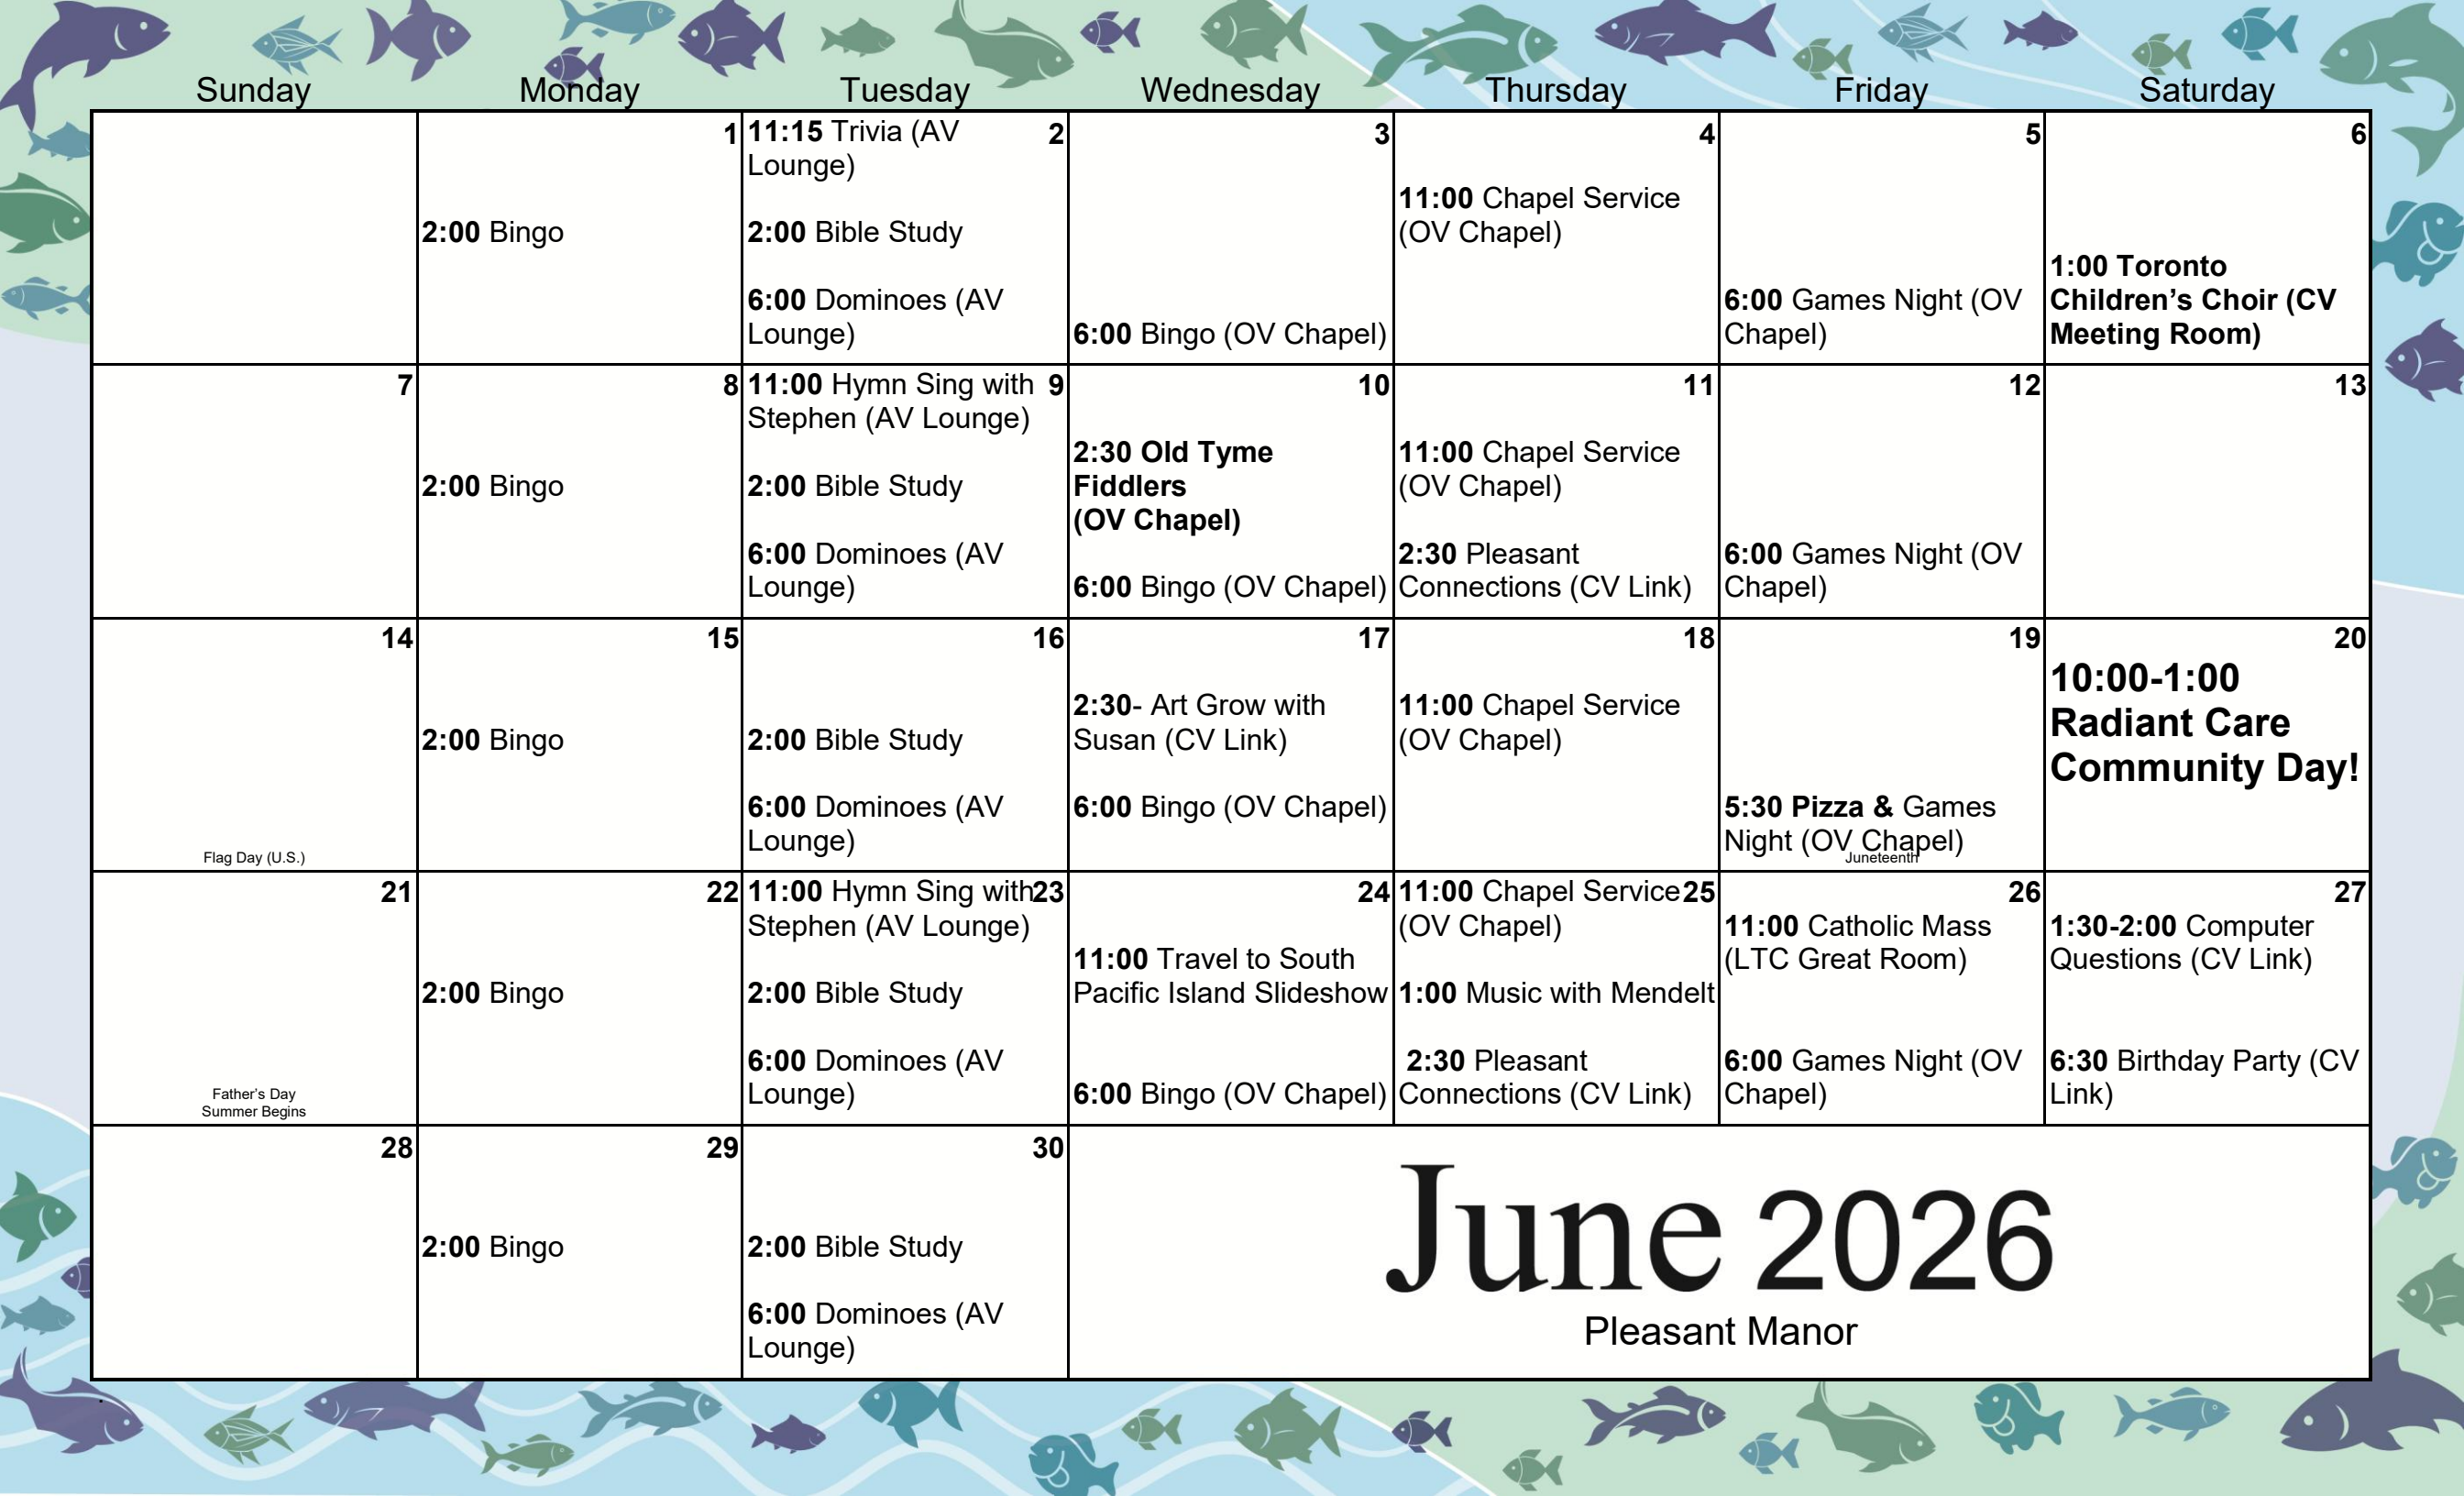 Sunday Monday Tuesday Wednesday Thursday Friday Saturday
1
2:00 Bingo
2
11:15 Trivia (AV
Lounge)
2:00 Bible Study
6:00 Dominoes (AV
Lounge)
3
6:00 Bingo (OV Chapel)
4
11:00 Chapel Service
(OV Chapel)
5
6:00 Games Night (OV
Chapel)
6
1:00 Toronto
Children’s Choir (CV
Meeting Room)
7
8
2:00 Bingo
9
11:00 Hymn Sing with
Stephen (AV Lounge)
2:00 Bible Study
6:00 Dominoes (AV
Lounge)
10
2:30 Old Tyme
Fiddlers
(OV Chapel)
6:00 Bingo (OV Chapel)
11
11:00 Chapel Service
(OV Chapel)
2:30 Pleasant
Connections (CV Link)
12
6:00 Games Night (OV
Chapel)
13
14
Flag Day (U.S.)
15
2:00 Bingo
16
2:00 Bible Study
6:00 Dominoes (AV
Lounge)
17
2:30- Art Grow with
Susan (CV Link)
6:00 Bingo (OV Chapel)
18
11:00 Chapel Service
(OV Chapel)
19
5:30 Pizza & Games
Night (OV Chapel)
Juneteenth
20
10:00-1:00
Radiant Care
Community Day!
21
Father’s Day
Summer Begins
22
2:00 Bingo
23
11:00 Hymn Sing with
Stephen (AV Lounge)
2:00 Bible Study
6:00 Dominoes (AV
Lounge)
24
11:00 Travel to South
Pacific Island Slideshow
6:00 Bingo (OV Chapel)
25
11:00 Chapel Service
(OV Chapel)
1:00 Music with Mendelt
2:30 Pleasant
Connections (CV Link)
26
11:00 Catholic Mass
(LTC Great Room)
6:00 Games Night (OV
Chapel)
27
1:30-2:00 Computer
Questions (CV Link)
6:30 Birthday Party (CV
Link)
28
29
2:00 Bingo
30
2:00 Bible Study
6:00 Dominoes (AV
Lounge)
June 2026
Pleasant Manor